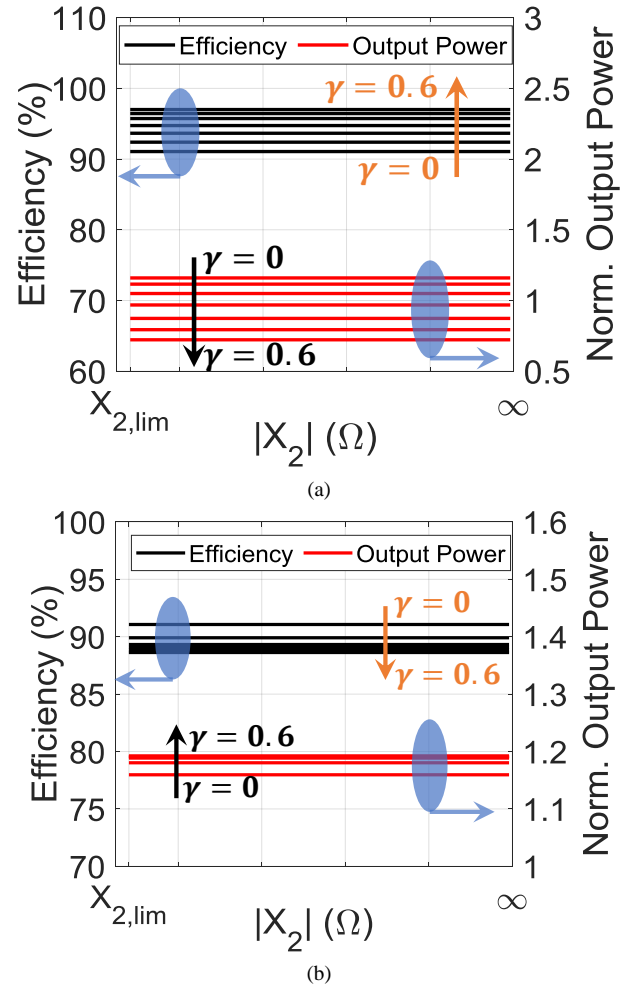 110
3
Efficiency
Output Power
100
2.5
γ = 0.6
90
2
γ = 0
Efficiency (%)
Norm. Output Power
80
1.5
γ = 0
70
1
γ = 0.6
60
0.5
X2,lim
|X2| (Ω)
∞
(a)
100
1.6
Efficiency
Output Power
95
1.5
γ = 0
90
1.4
γ = 0.6
Efficiency (%)
Norm. Output Power
85
1.3
80
1.2
γ = 0.6
γ = 0
75
1.1
70
1
X2,lim
|X2| (Ω)
∞
(b)